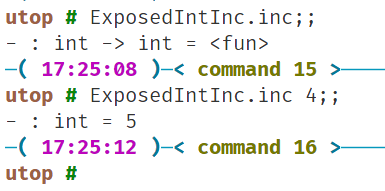 utop # ExposedIntInc.inc;;
- : int -> int = <fun>
─( 17:25:08 )─< command 15 >────
utop # ExposedIntInc.inc 4;;
- : int = 5
─( 17:25:12 )─< command 16 >────
utop #